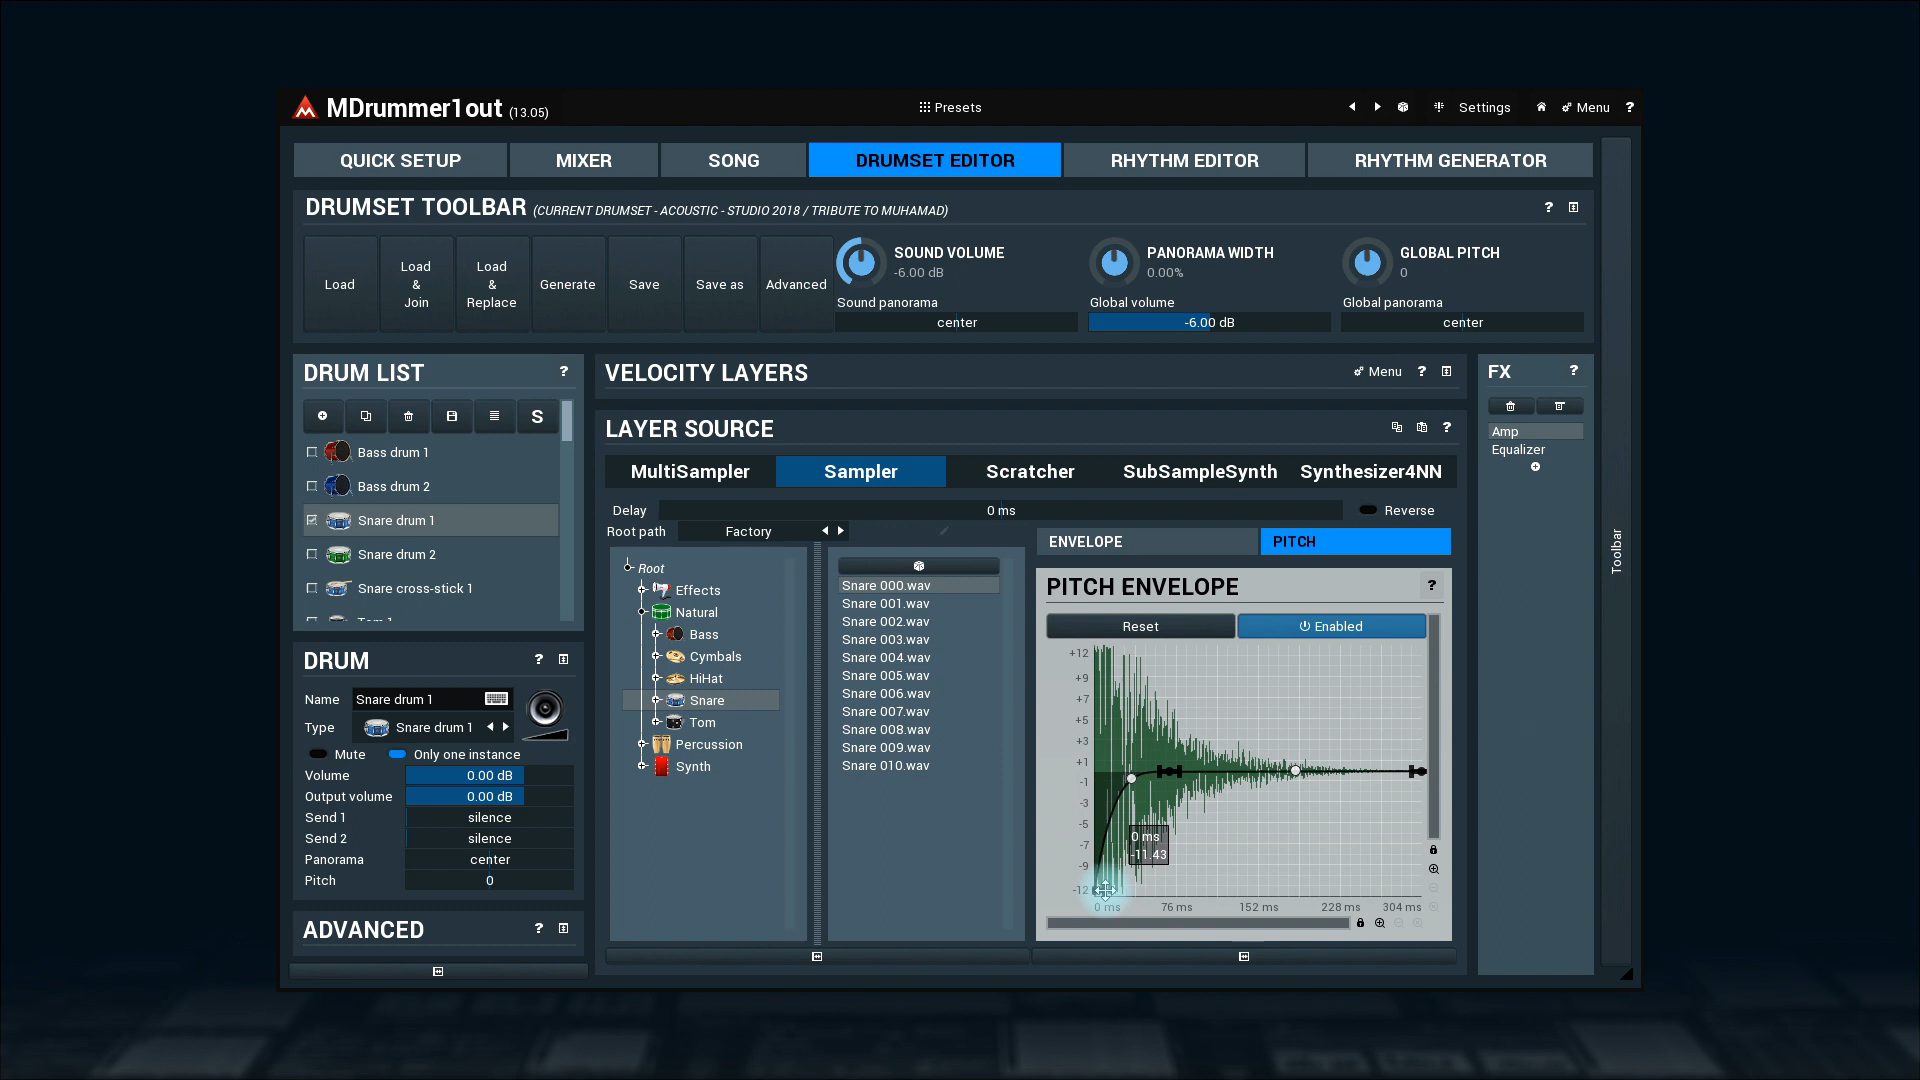 MDrummer1out (13.05)
Presets
Settings
Menu
?
QUICK SETUP
MIXER
SONG
DRUMSET EDITOR
RHYTHM EDITOR
RHYTHM GENERATOR
DRUMSET TOOLBAR (CURRENT DRUMSET - ACOUSTIC - STUDIO 2018 / TRIBUTE TO MUHAMAD)
?
Load
Load
&
Join
Load
&
Replace
Generate
Save
Save as
Advanced
SOUND VOLUME
-6.00 dB
Sound panorama
center
PANORAMA WIDTH
0.00%
Global volume
-6.00 dB
GLOBAL PITCH
0
Global panorama
center
DRUM LIST
?
S
Bass drum 1
Bass drum 2
Snare drum 1
Snare drum 2
Snare cross-stick 1
Tom 1
DRUM
?
Name
Snare drum 1
Type
Snare drum 1
Mute
Only one instance
Volume
0.00 dB
Output volume
0.00 dB
Send 1
silence
Send 2
silence
Panorama
center
Pitch
0
ADVANCED
?
VELOCITY LAYERS
Menu
?
LAYER SOURCE
?
MultiSampler
Sampler
Scratcher
SubSampleSynth
Synthesizer4NN
Delay
0 ms
Reverse
Root path
Factory
Root
Effects
Natural
Bass
Cymbals
HiHat
Snare
Tom
Percussion
Synth
Snare 000.wav
Snare 001.wav
Snare 002.wav
Snare 003.wav
Snare 004.wav
Snare 005.wav
Snare 006.wav
Snare 007.wav
Snare 008.wav
Snare 009.wav
Snare 010.wav
ENVELOPE
PITCH
PITCH ENVELOPE
?
Reset
Enabled
+12
+9
+7
+5
+3
+1
-1
-3
-5
-7
-9
-12
0 ms
-11.43
0 ms
76 ms
152 ms
228 ms
304 ms
FX
?
Amp
Equalizer
Toolbar